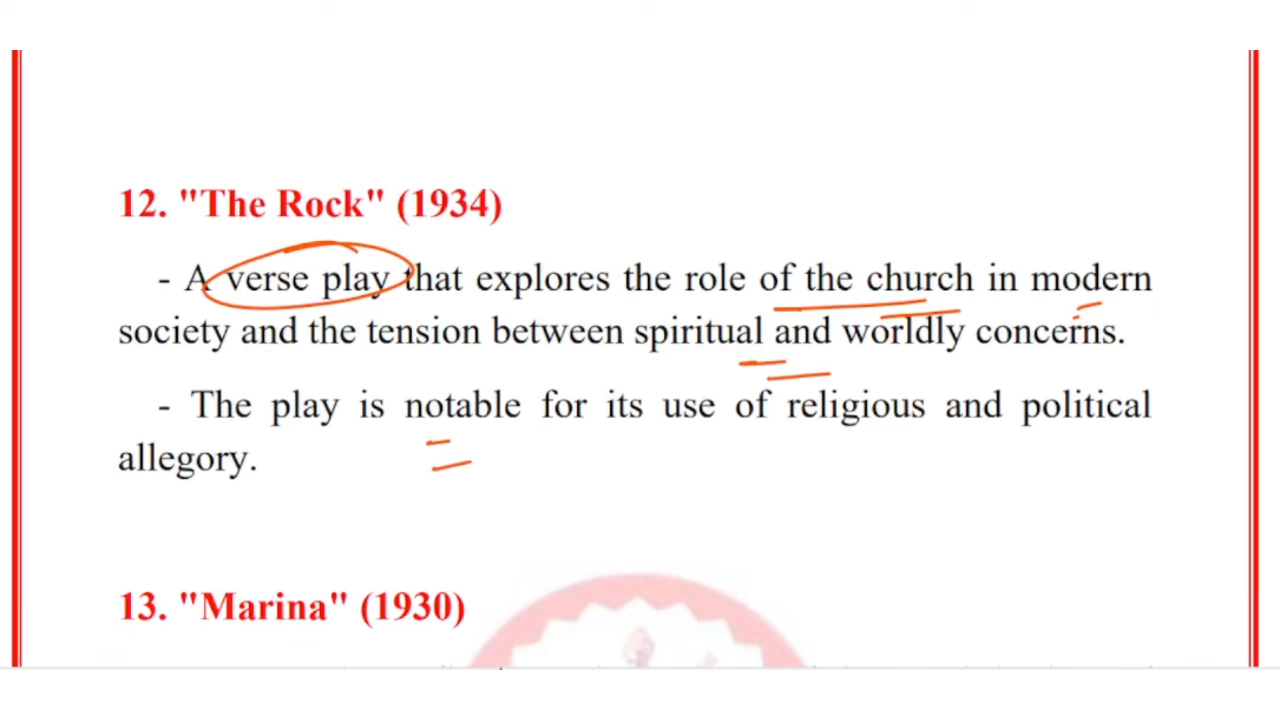 12. "The Rock" (1934)
- A verse play that explores the role of the church in modern
society and the tension between spiritual and worldly concerns.
- The play is notable for its use of religious and political
allegory.
13. "Marina" (1930)